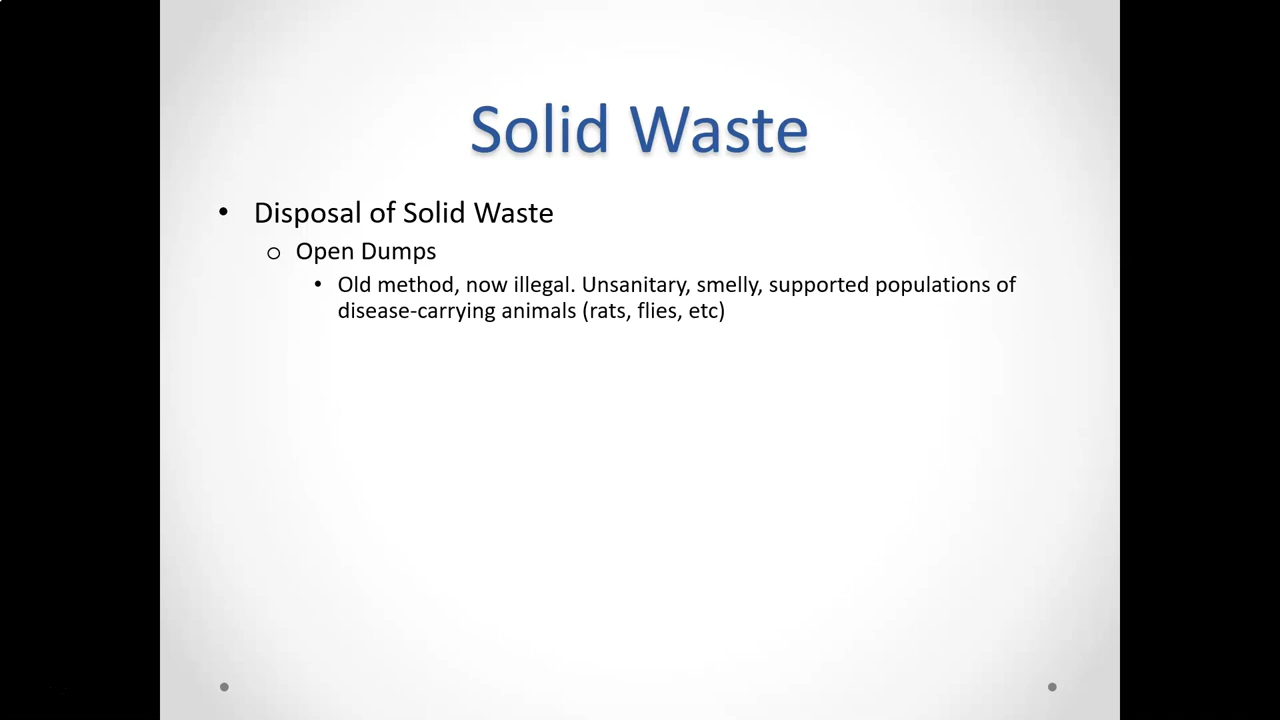 Solid Waste
• Disposal of Solid Waste
o Open Dumps
• Old method, now illegal. Unsanitary, smelly, supported populations of
disease-carrying animals (rats, flies, etc)